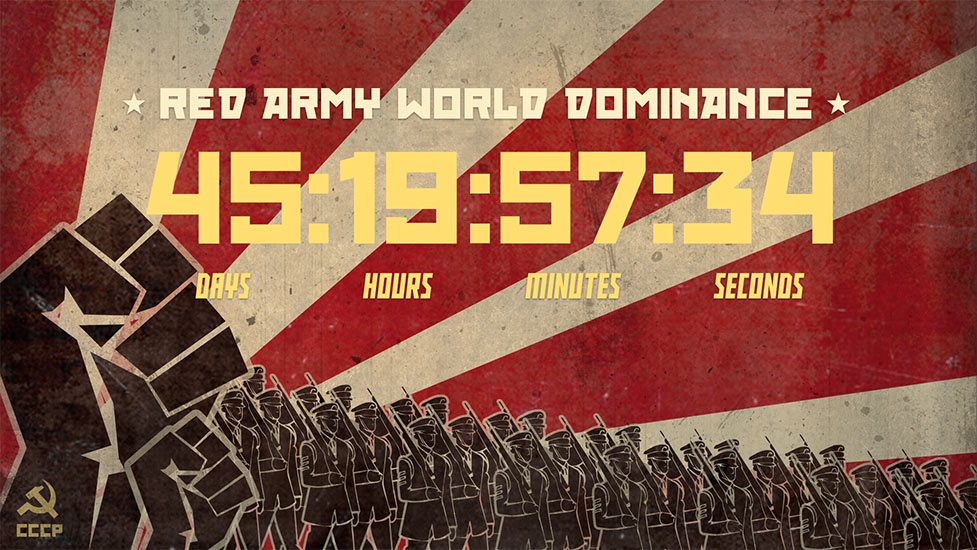 RED ARMY WORLD DOMINANCE
45:19:57:34
DAYS HOURS MINUTES SECONDS
CCCP